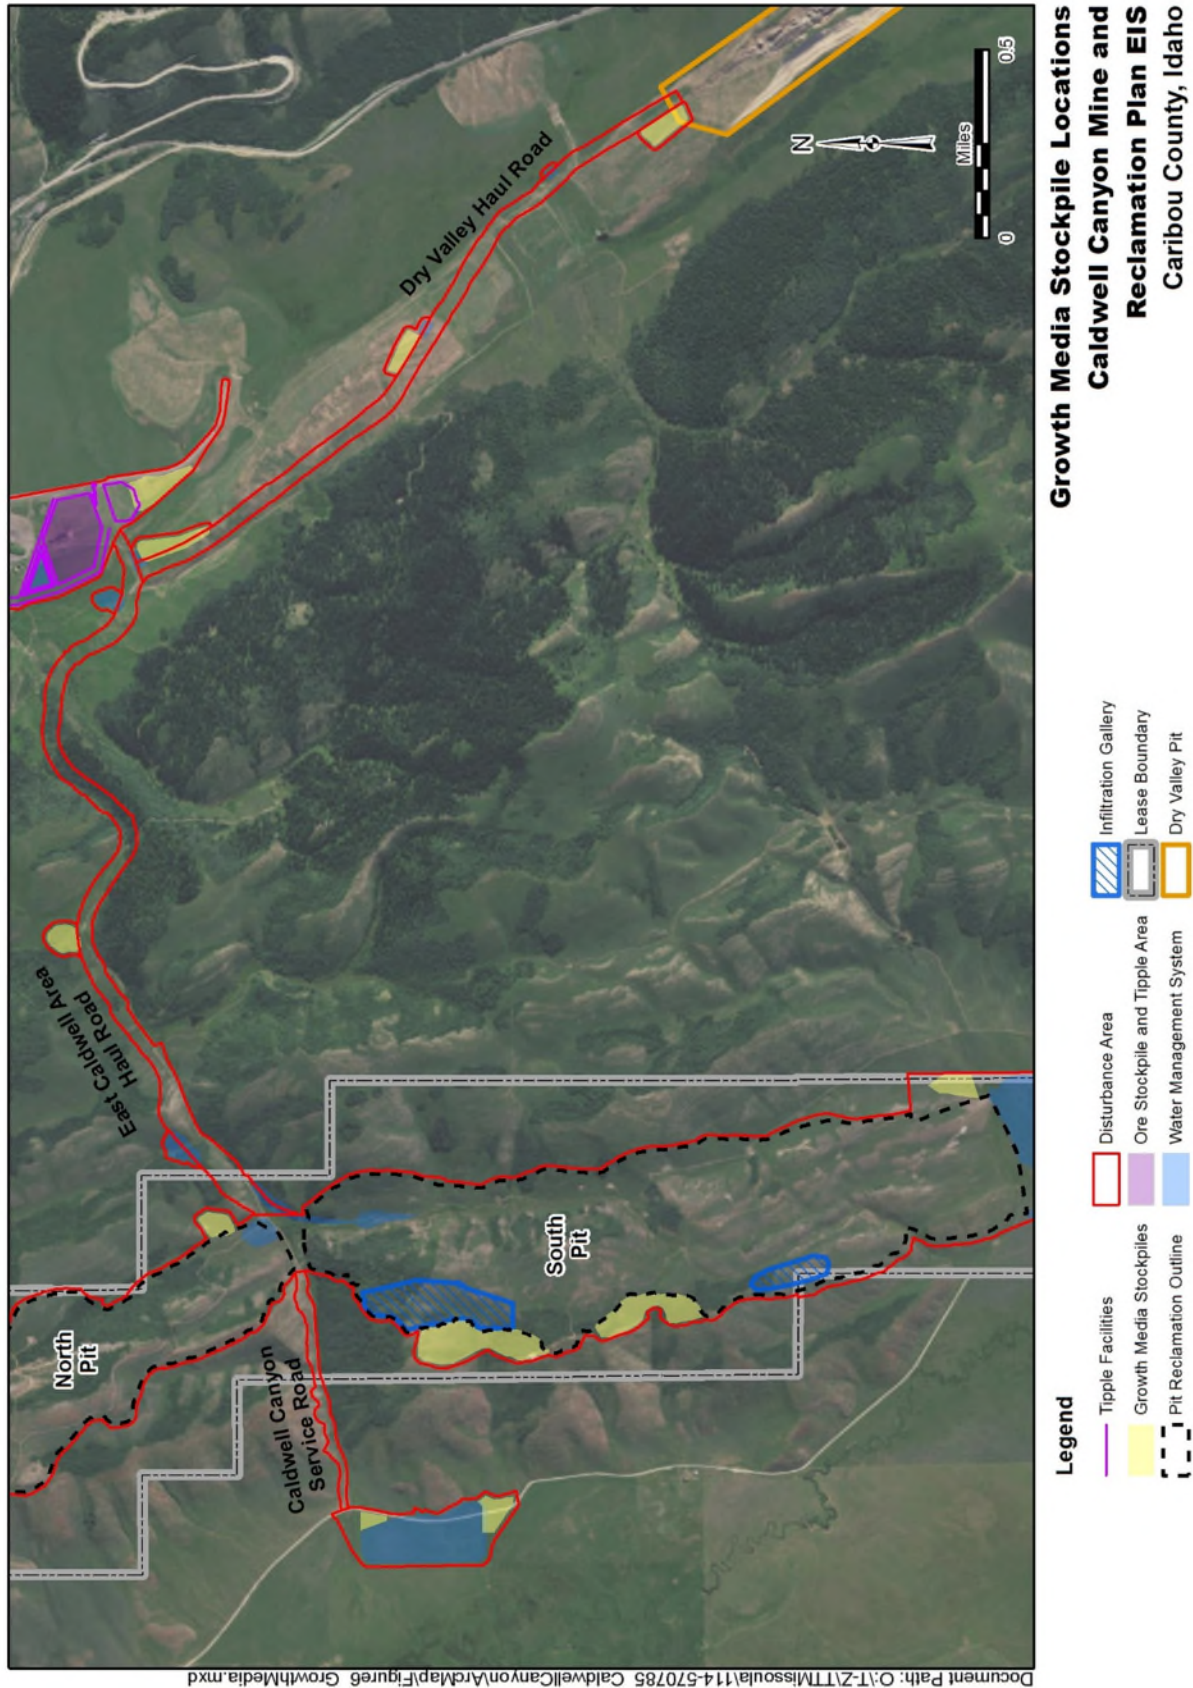 Document Path: O:\T-Z\TTMissoula\114-570785_CaldwellCanyon\ArcMap\Figure6_GrowthMedia.mxd
North
Pit
East Caldwell Area
Haul Road
Caldwell Canyon
Service Road
South
Pit
Dry Valley Haul Road
N
Miles
0
0.5
Legend
Tipple Facilities
Growth Media Stockpiles
Pit Reclamation Outline
Disturbance Area
Ore Stockpile and Tipple Area
Water Management System
Infiltration Gallery
Lease Boundary
Dry Valley Pit
Growth Media Stockpile Locations
Caldwell Canyon Mine and
Reclamation Plan EIS
Caribou County, Idaho